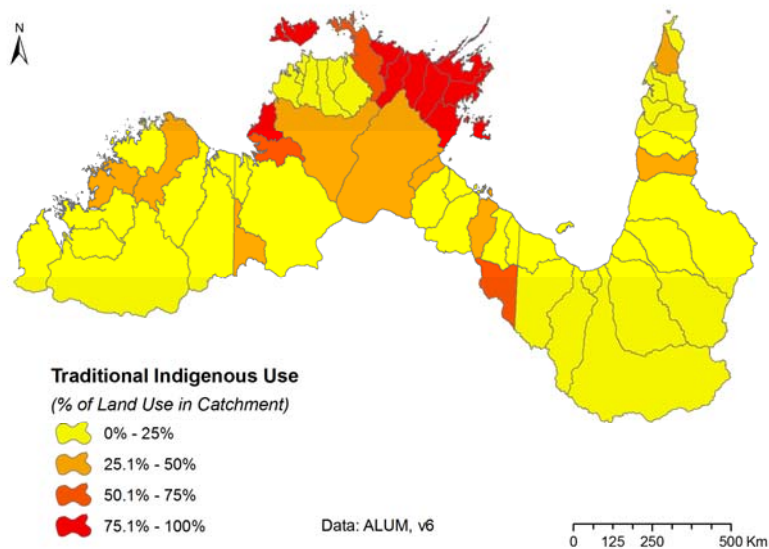 N
Traditional Indigenous Use
(% of Land Use in Catchment)
0% - 25%
25.1% - 50%
50.1% - 75%
75.1% - 100%
Data: ALUM, v6
0 125 250 500 Km